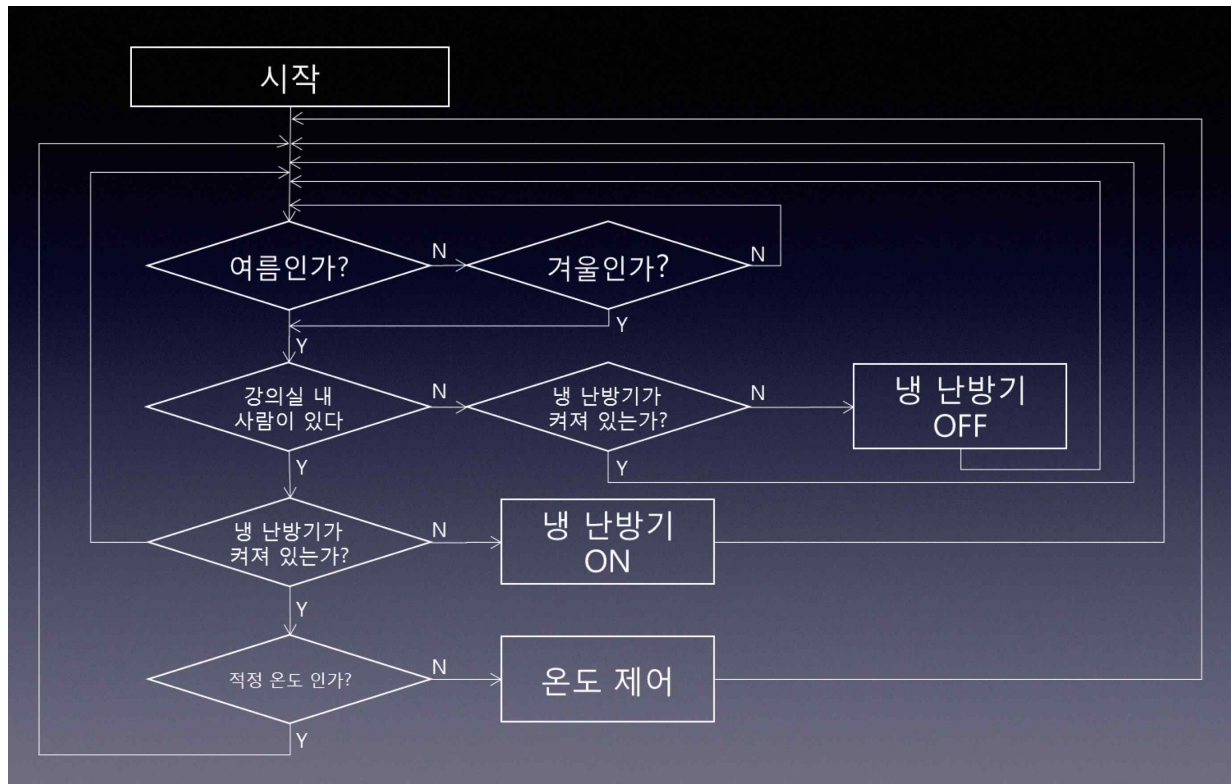 시작
여름인가?
N
겨울인가?
N
Y
Y
강의실 내
사람이 있다
N
냉 난방기가
켜져 있는가?
N
냉 난방기
OFF
Y
Y
냉 난방기가
켜져 있는가?
N
냉 난방기
ON
Y
적정 온도 인가?
N
온도 제어
Y